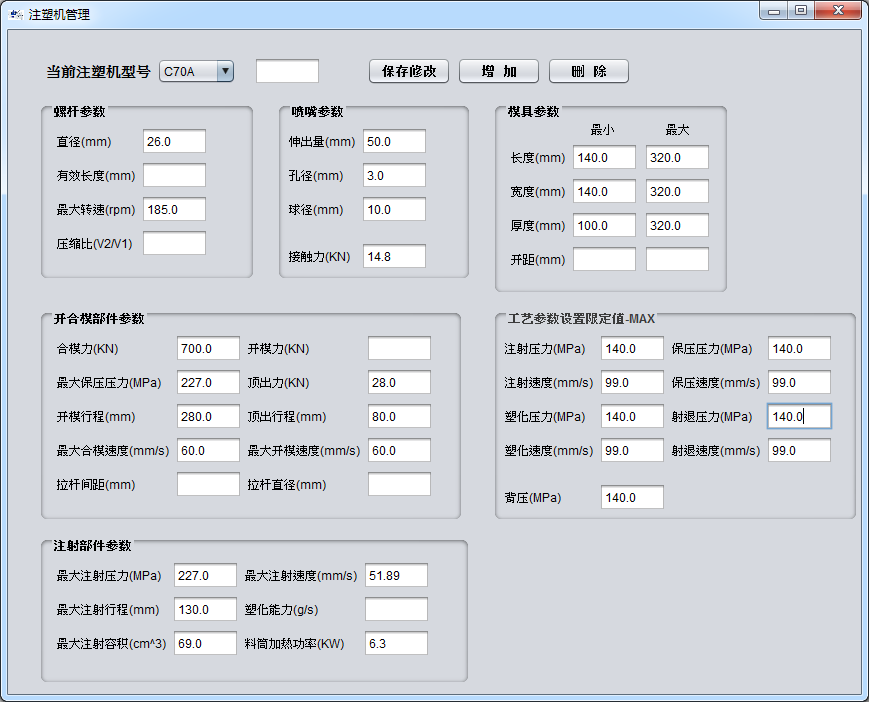 注塑机管理
当前注塑机型号 C70A 保存修改 增 加 删 除
螺杆参数
直径(mm) 26.0
有效长度(mm)
最大转速(rpm) 185.0
压缩比(V2/V1)
喷嘴参数
伸出量(mm) 50.0
孔径(mm) 3.0
球径(mm) 10.0
接触力(KN) 14.8
模具参数
最小 最大
长度(mm) 140.0 320.0
宽度(mm) 140.0 320.0
厚度(mm) 100.0 320.0
开距(mm)
开合模部件参数
合模力(KN) 700.0 开模力(KN)
最大保压压力(MPa) 227.0 顶出力(KN) 28.0
开模行程(mm) 280.0 顶出行程(mm) 80.0
最大合模速度(mm/s) 60.0 最大开模速度(mm/s) 60.0
拉杆间距(mm) 拉杆直径(mm)
工艺参数设置限定值-MAX
注射压力(MPa) 140.0 保压压力(MPa) 140.0
注射速度(mm/s) 99.0 保压速度(mm/s) 99.0
塑化压力(MPa) 140.0 射退压力(MPa) 140.0
塑化速度(mm/s) 99.0 射退速度(mm/s) 99.0
背压(MPa) 140.0
注射部件参数
最大注射压力(MPa) 227.0 最大注射速度(mm/s) 51.89
最大注射行程(mm) 130.0 塑化能力(g/s)
最大注射容积(cm^3) 69.0 料筒加热功率(KW) 6.3